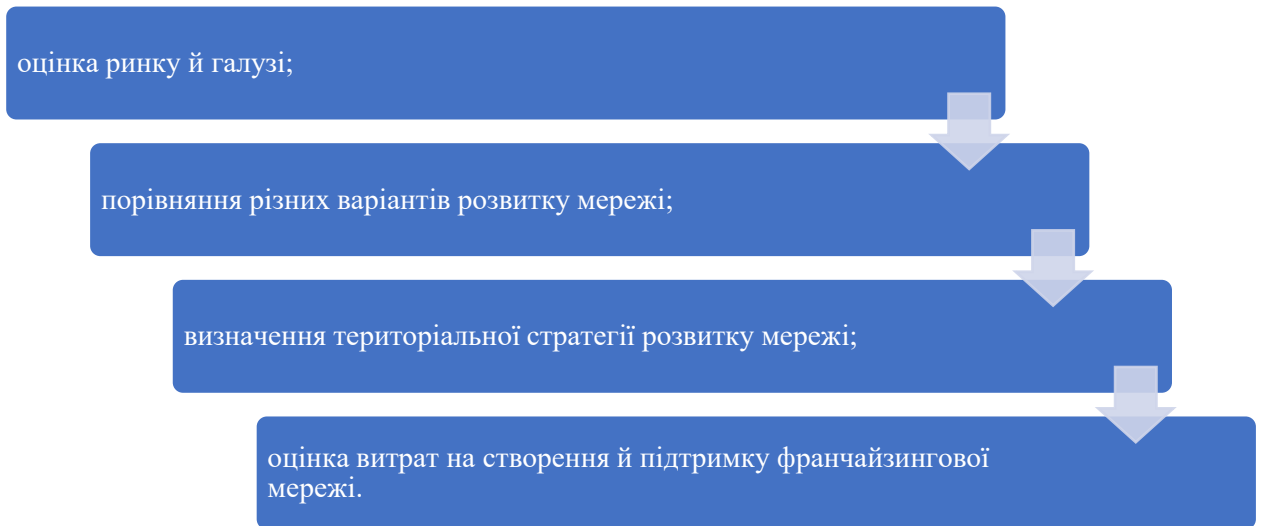 оцінка ринку й галузі;
порівняння різних варіантів розвитку мережі;
визначення територіальної стратегії розвитку мережі;
оцінка витрат на створення й підтримку франчайзингової
мережі.